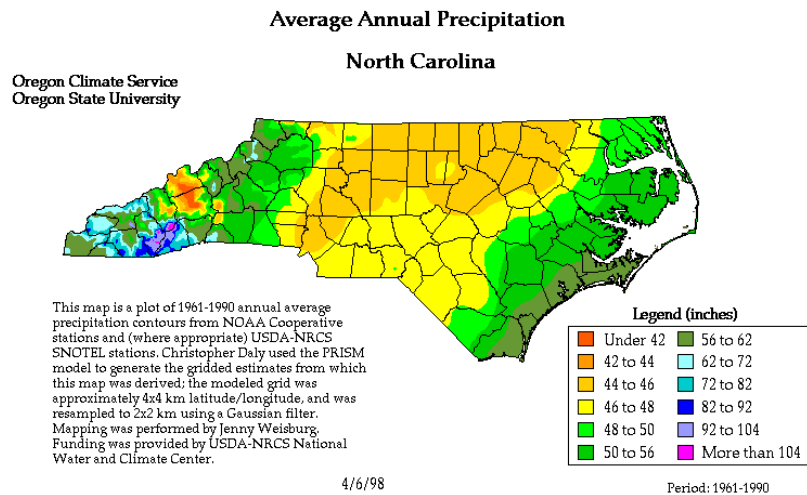 Average Annual Precipitation
North Carolina
Oregon Climate Service
Oregon State University
This map is a plot of 1961-1990 annual average
precipitation contours from NOAA Cooperative
stations and (where appropriate) USDA-NRCS
SNOTEL stations. Christopher Daly used the PRISM
model to generate the gridded estimates from which
this map was derived; the modeled grid was
approximately 4x4 km latitude/longitude, and was
resampled to 2x2 km using a Gaussian filter.
Mapping was performed by Jenny Weisburg.
Funding was provided by USDA-NRCS National
Water and Climate Center.
4/6/98
Legend (inches)
Under 42
42 to 44
44 to 46
46 to 48
48 to 50
50 to 56
56 to 62
62 to 72
72 to 82
82 to 92
92 to 104
More than 104
Period: 1961-1990